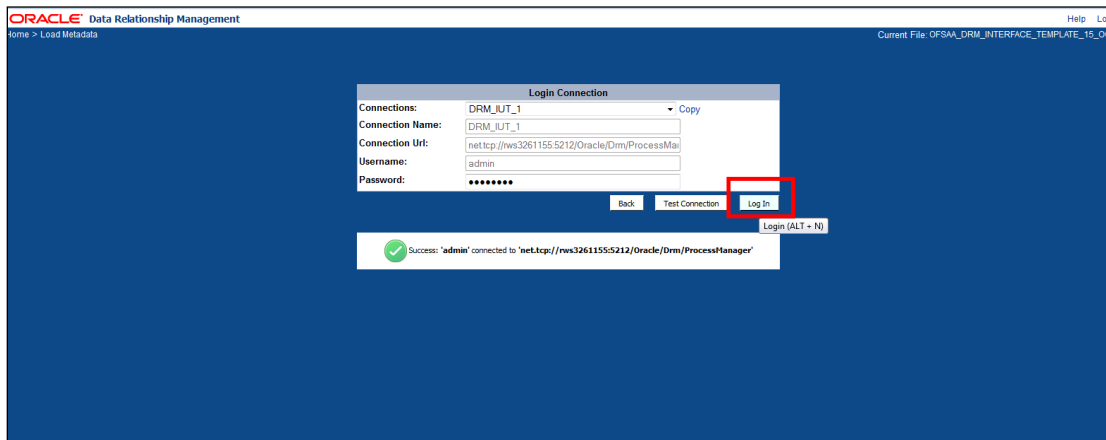 ORACLE Data Relationship Management Help
Home > Load Metadata Current File: OFSAA_DRM_INTERFACE_TEMPLATE_15_
Login Connection
Connections: DRM_IUT_1 Copy
Connection Name: DRM_IUT_1
Connection Url: net.tcp://rws3261155:5212/Oracle/Drm/ProcessMa
Username: admin
Password: ••••••••
Back Test Connection Log In
Login (ALT + N)
Success: 'admin' connected to 'net.tcp://rws3261155:5212/Oracle/Drm/ProcessManager'